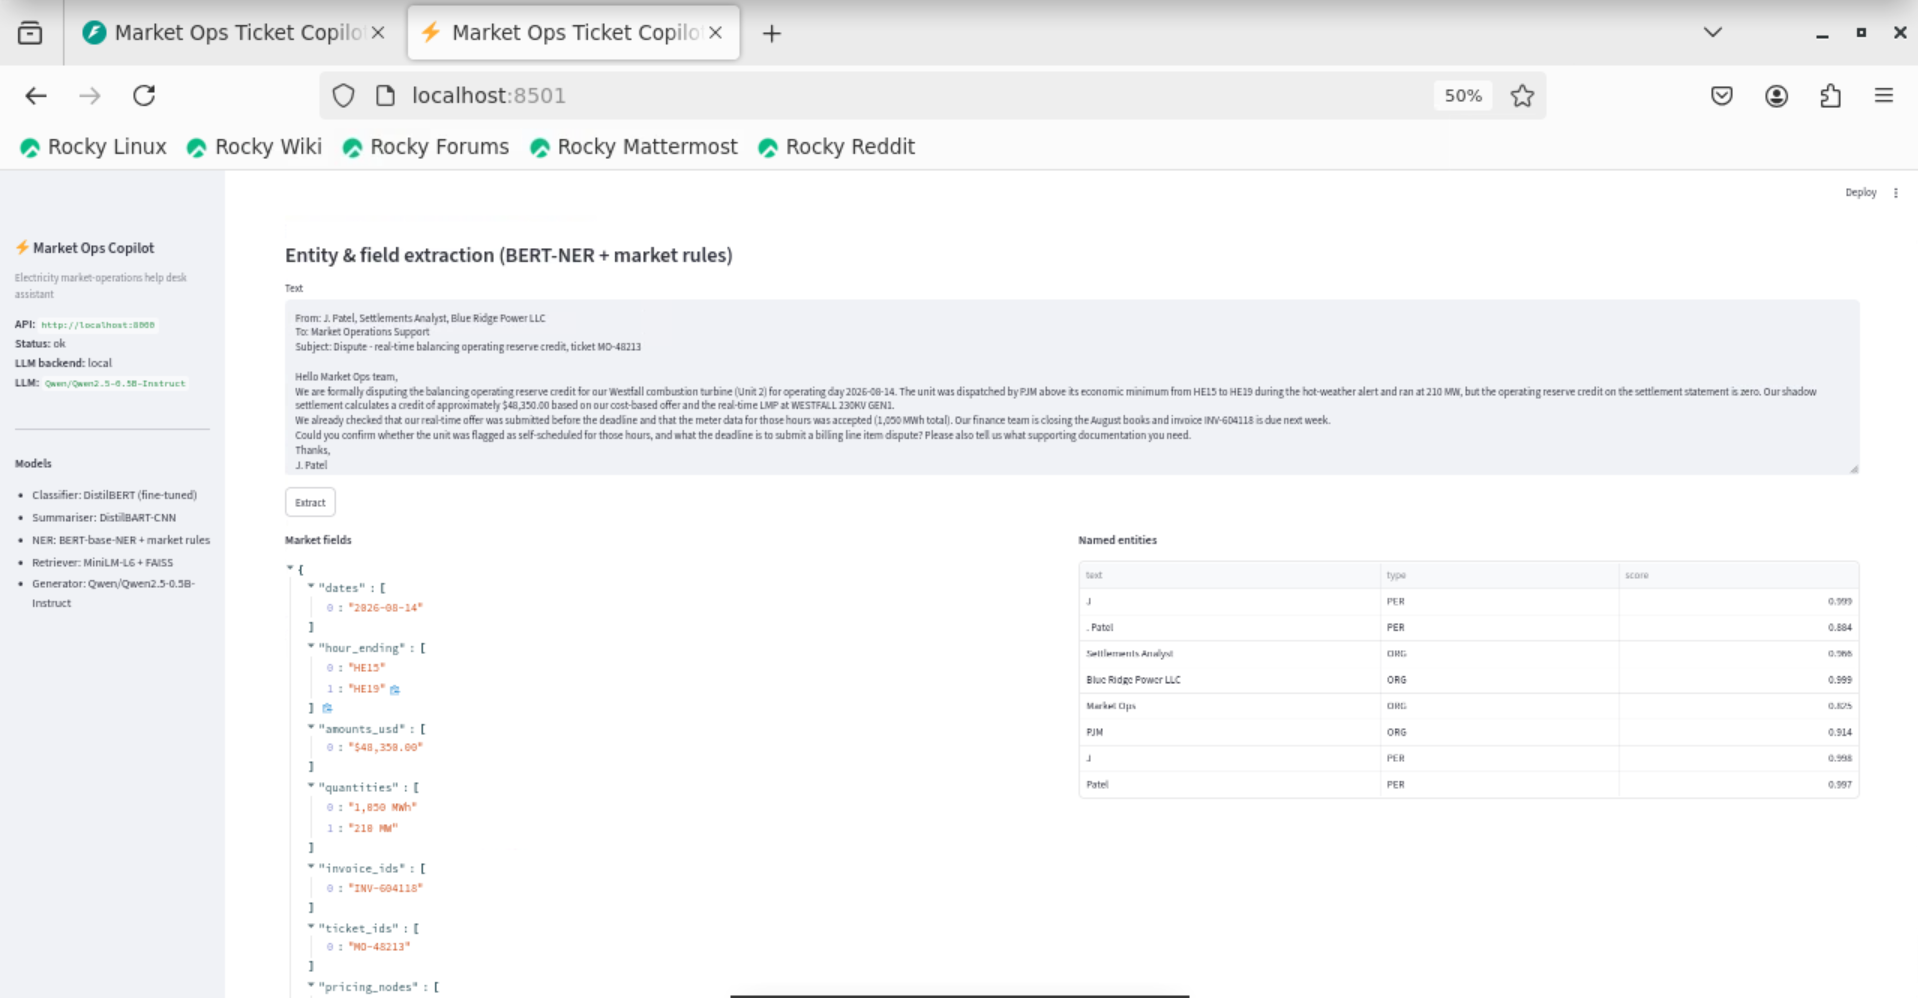 Market Ops Ticket Copilo
Market Ops Ticket Copilo
localhost:8501
50%
Rocky Linux
Rocky Wiki
Rocky Forums
Rocky Mattermost
Rocky Reddit
Deploy
⚡Market Ops Copilot
Electricity market-operations help desk
assistant
API: http://localhost:8000
Status: ok
LLM backend: local
LLM: Qwen/Qwen2.5-0.5B-Instruct
Models
Classifier: DistilBERT (fine-tuned)
Summariser: DistilBART-CNN
NER: BERT-base-NER + market rules
Retriever: MiniLM-L6 + FAISS
Generator: Qwen/Qwen2.5-0.5B-
Instruct
Entity & field extraction (BERT-NER + market rules)
Text
From: J. Patel, Settlements Analyst, Blue Ridge Power LLC
To: Market Operations Support
Subject: Dispute - real-time balancing operating reserve credit, ticket MO-48213
Hello Market Ops team,
We are formally disputing the balancing operating reserve credit for our Westfall combustion turbine (Unit 2) for operating day 2026-08-14. The unit was dispatched by PJM above its economic minimum from HE15 to HE19 during the hot-weather alert and ran at 210 MW, but the operating reserve credit on the settlement statement is zero. Our shadow
settlement calculates a credit of approximately $48,350.00 based on our cost-based offer and the real-time LMP at WESTFALL 230KV GEN1.
We already checked that our real-time offer was submitted before the deadline and that the meter data for those hours was accepted (1,050 MWh total). Our finance team is closing the August books and invoice INV-604118 is due next week.
Could you confirm whether the unit was flagged as self-scheduled for those hours, and what the deadline is to submit a billing line item dispute? Please also tell us what supporting documentation you need.
Thanks,
J. Patel
Extract
Market fields
{
"dates" : [
0 : "2026-08-14"
]
"hour_ending" : [
0 : "HE15"
1 : "HE19"
]
"amounts_usd" : [
0 : "$48,350.00"
]
"quantities" : [
0 : "1,050 MWh"
1 : "210 MW"
]
"invoice_ids" : [
0 : "INV-604118"
]
"ticket_ids" : [
0 : "MO-48213"
]
"pricing_nodes" : [
Named entities
text type score
J PER 0.999
. Patel PER 0.884
Settlements Analyst ORG 0.966
Blue Ridge Power LLC ORG 0.999
Market Ops ORG 0.825
PJM ORG 0.914
J PER 0.998
Patel PER 0.997